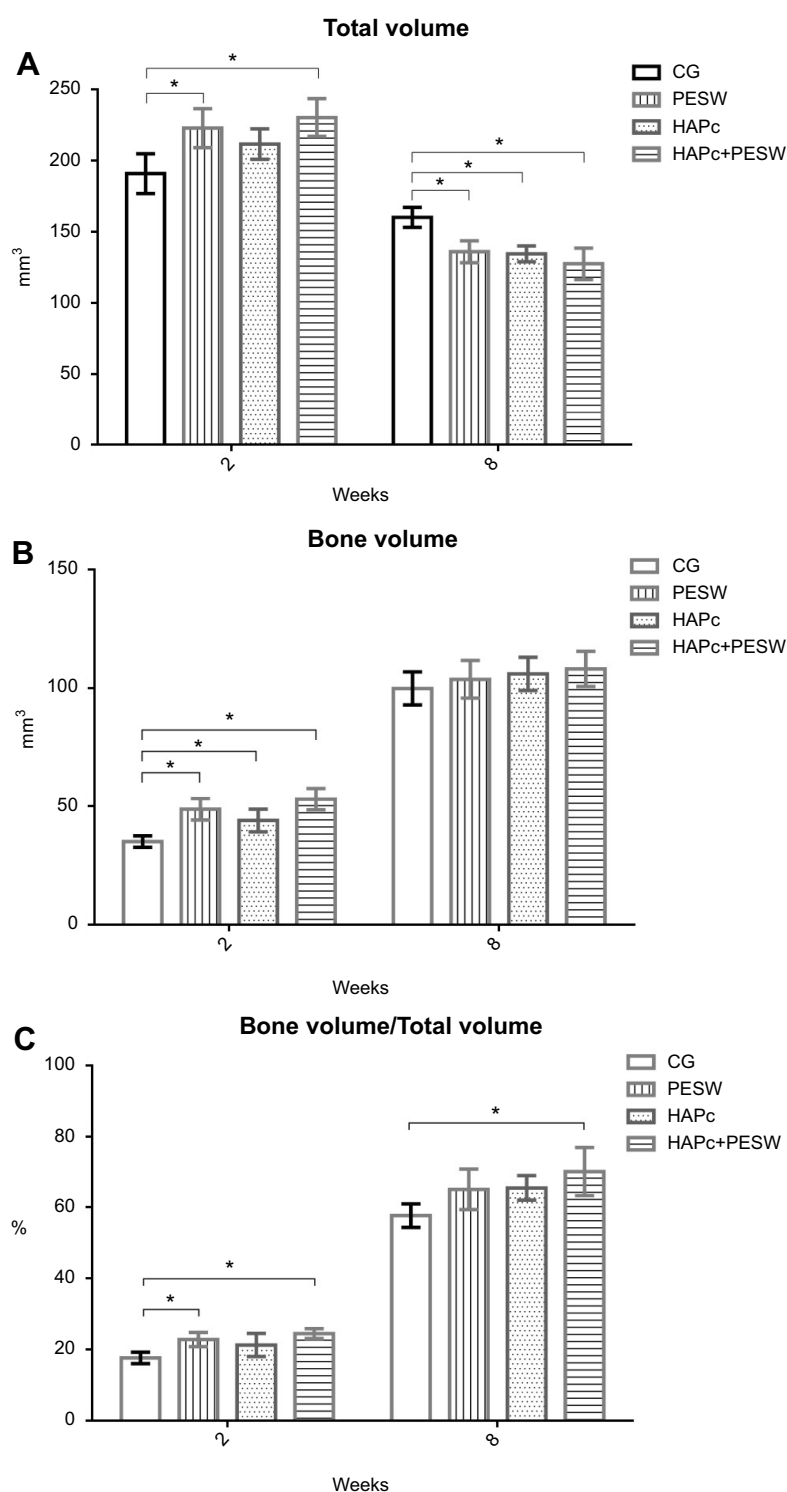 Total volume
A
250
200
150
100
50
0
mm3
*
*
*
*
*
CG
PESW
HAPc
HAPc+PESW
2
8
Weeks
Bone volume
B
150
100
50
0
mm3
*
*
*
CG
PESW
HAPc
HAPc+PESW
2
8
Weeks
Bone volume/Total volume
C
100
80
60
40
20
0
%
*
*
*
CG
PESW
HAPc
HAPc+PESW
2
8
Weeks